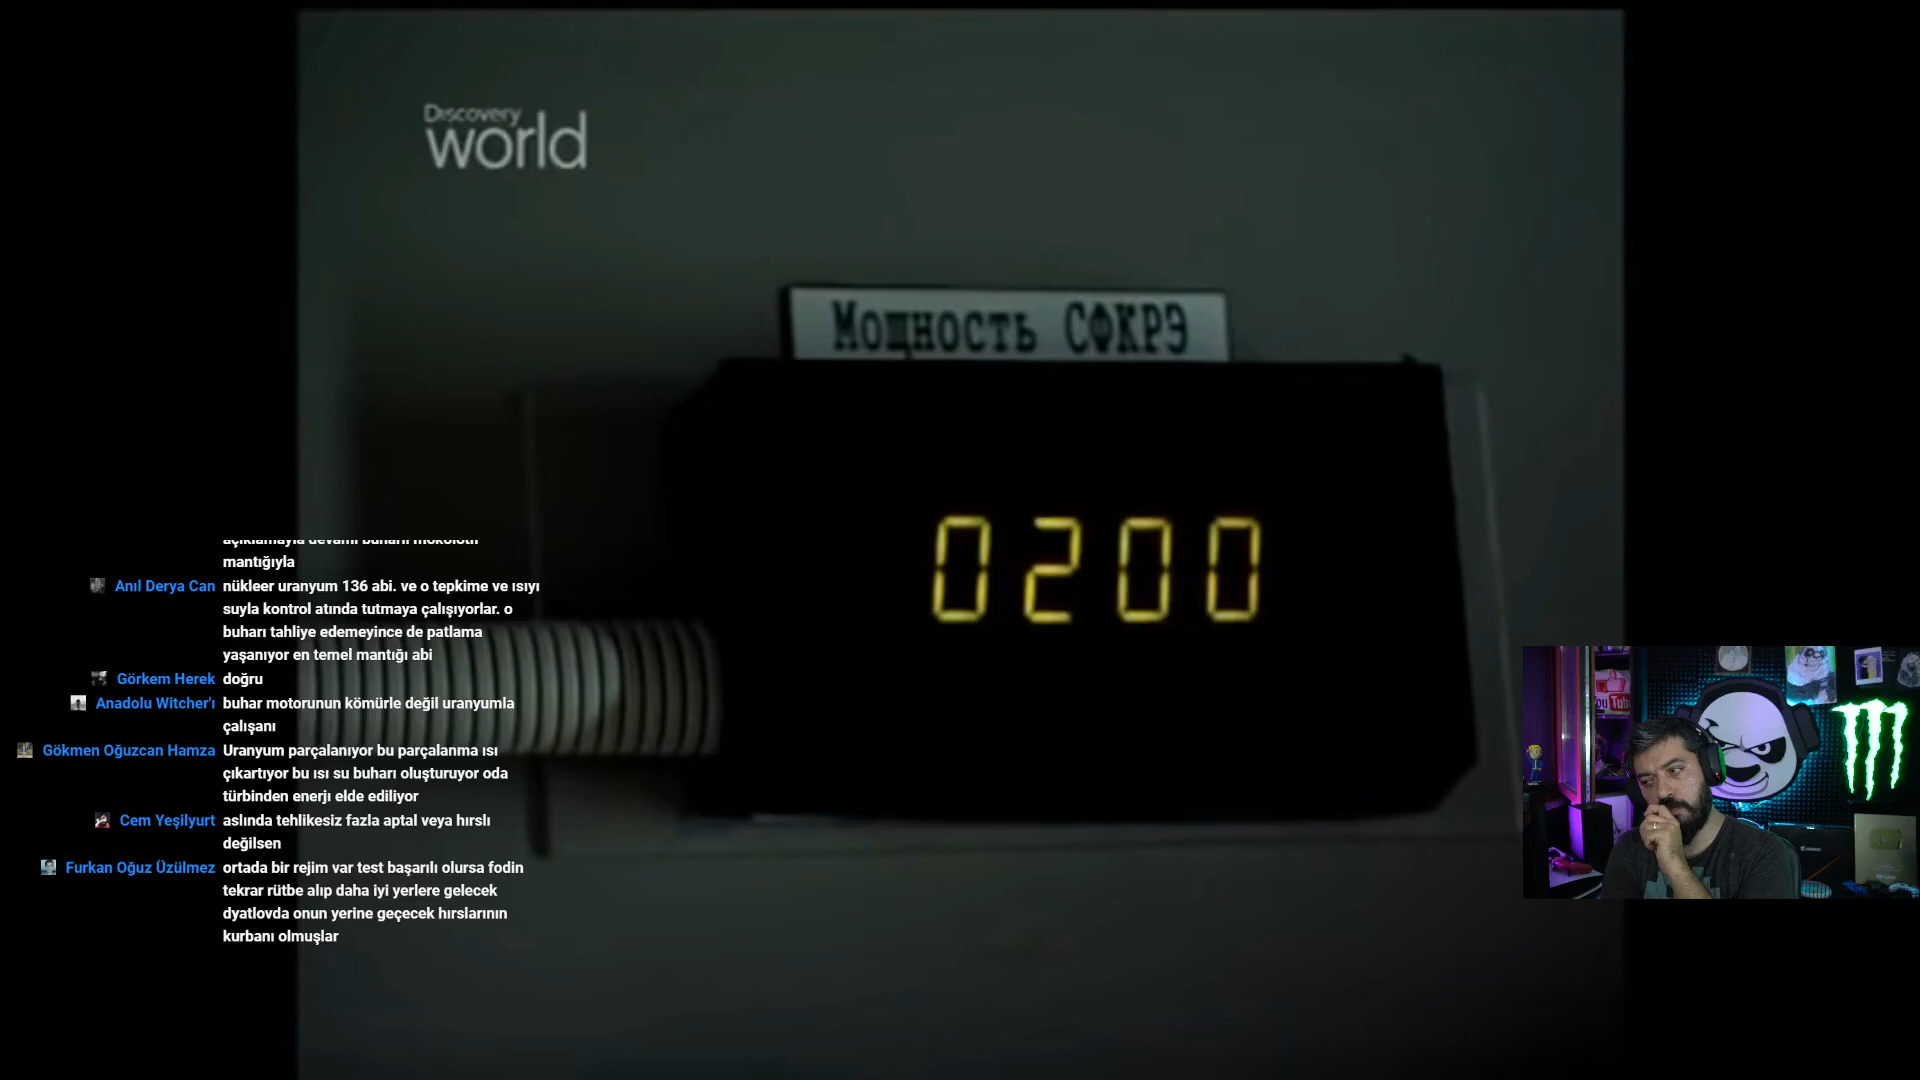 Discovery
world
Мощность СФКРЭ
0200
mantığıyla
Anıl Derya Can nükleer uranyum 136 abi. ve o tepkime ve ısıyı
suyla kontrol atında tutmaya çalışıyorlar. o
buharı tahliye edemeyince de patlama
yaşanıyor en temel mantığı abi
Görkem Herek doğru
Anadolu Witcher'ı buhar motorunun kömürle değil uranyumla
çalışanı
Gökmen Oğuzcan Hamza Uranyum parçalanıyor bu parçalanma ısı
çıkartıyor bu ısı su buharı oluşturuyor oda
türbinden enerjı elde ediliyor
Cem Yeşilyurt aslında tehlikesiz fazla aptal veya hırslı
değilsen
Furkan Oğuz Üzülmez ortada bir rejim var test başarılı olursa fodin
tekrar rütbe alıp daha iyi yerlere gelecek
dyatlovda onun yerine geçecek hırslarının
kurbanı olmuşlar
You Tube